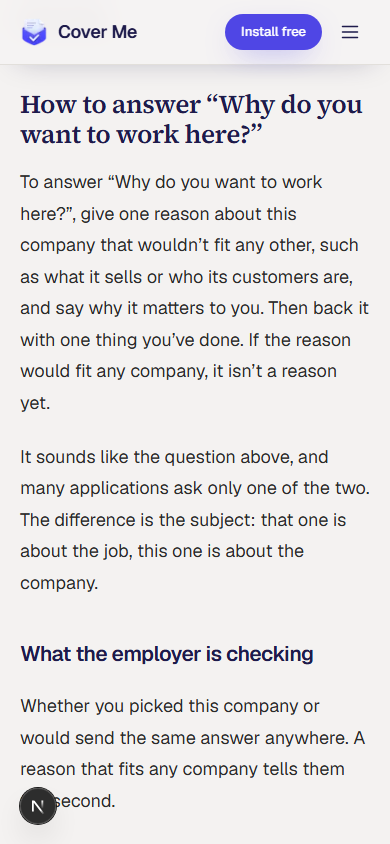 Cover Me
Install free
How to answer “Why do you
want to work here?”
To answer “Why do you want to work
here?”, give one reason about this
company that wouldn’t fit any other, such
as what it sells or who its customers are,
and say why it matters to you. Then back it
with one thing you’ve done. If the reason
would fit any company, it isn’t a reason
yet.
It sounds like the question above, and
many applications ask only one of the two.
The difference is the subject: that one is
about the job, this one is about the
company.
What the employer is checking
Whether you picked this company or
would send the same answer anywhere. A
reason that fits any company tells them
second.
N